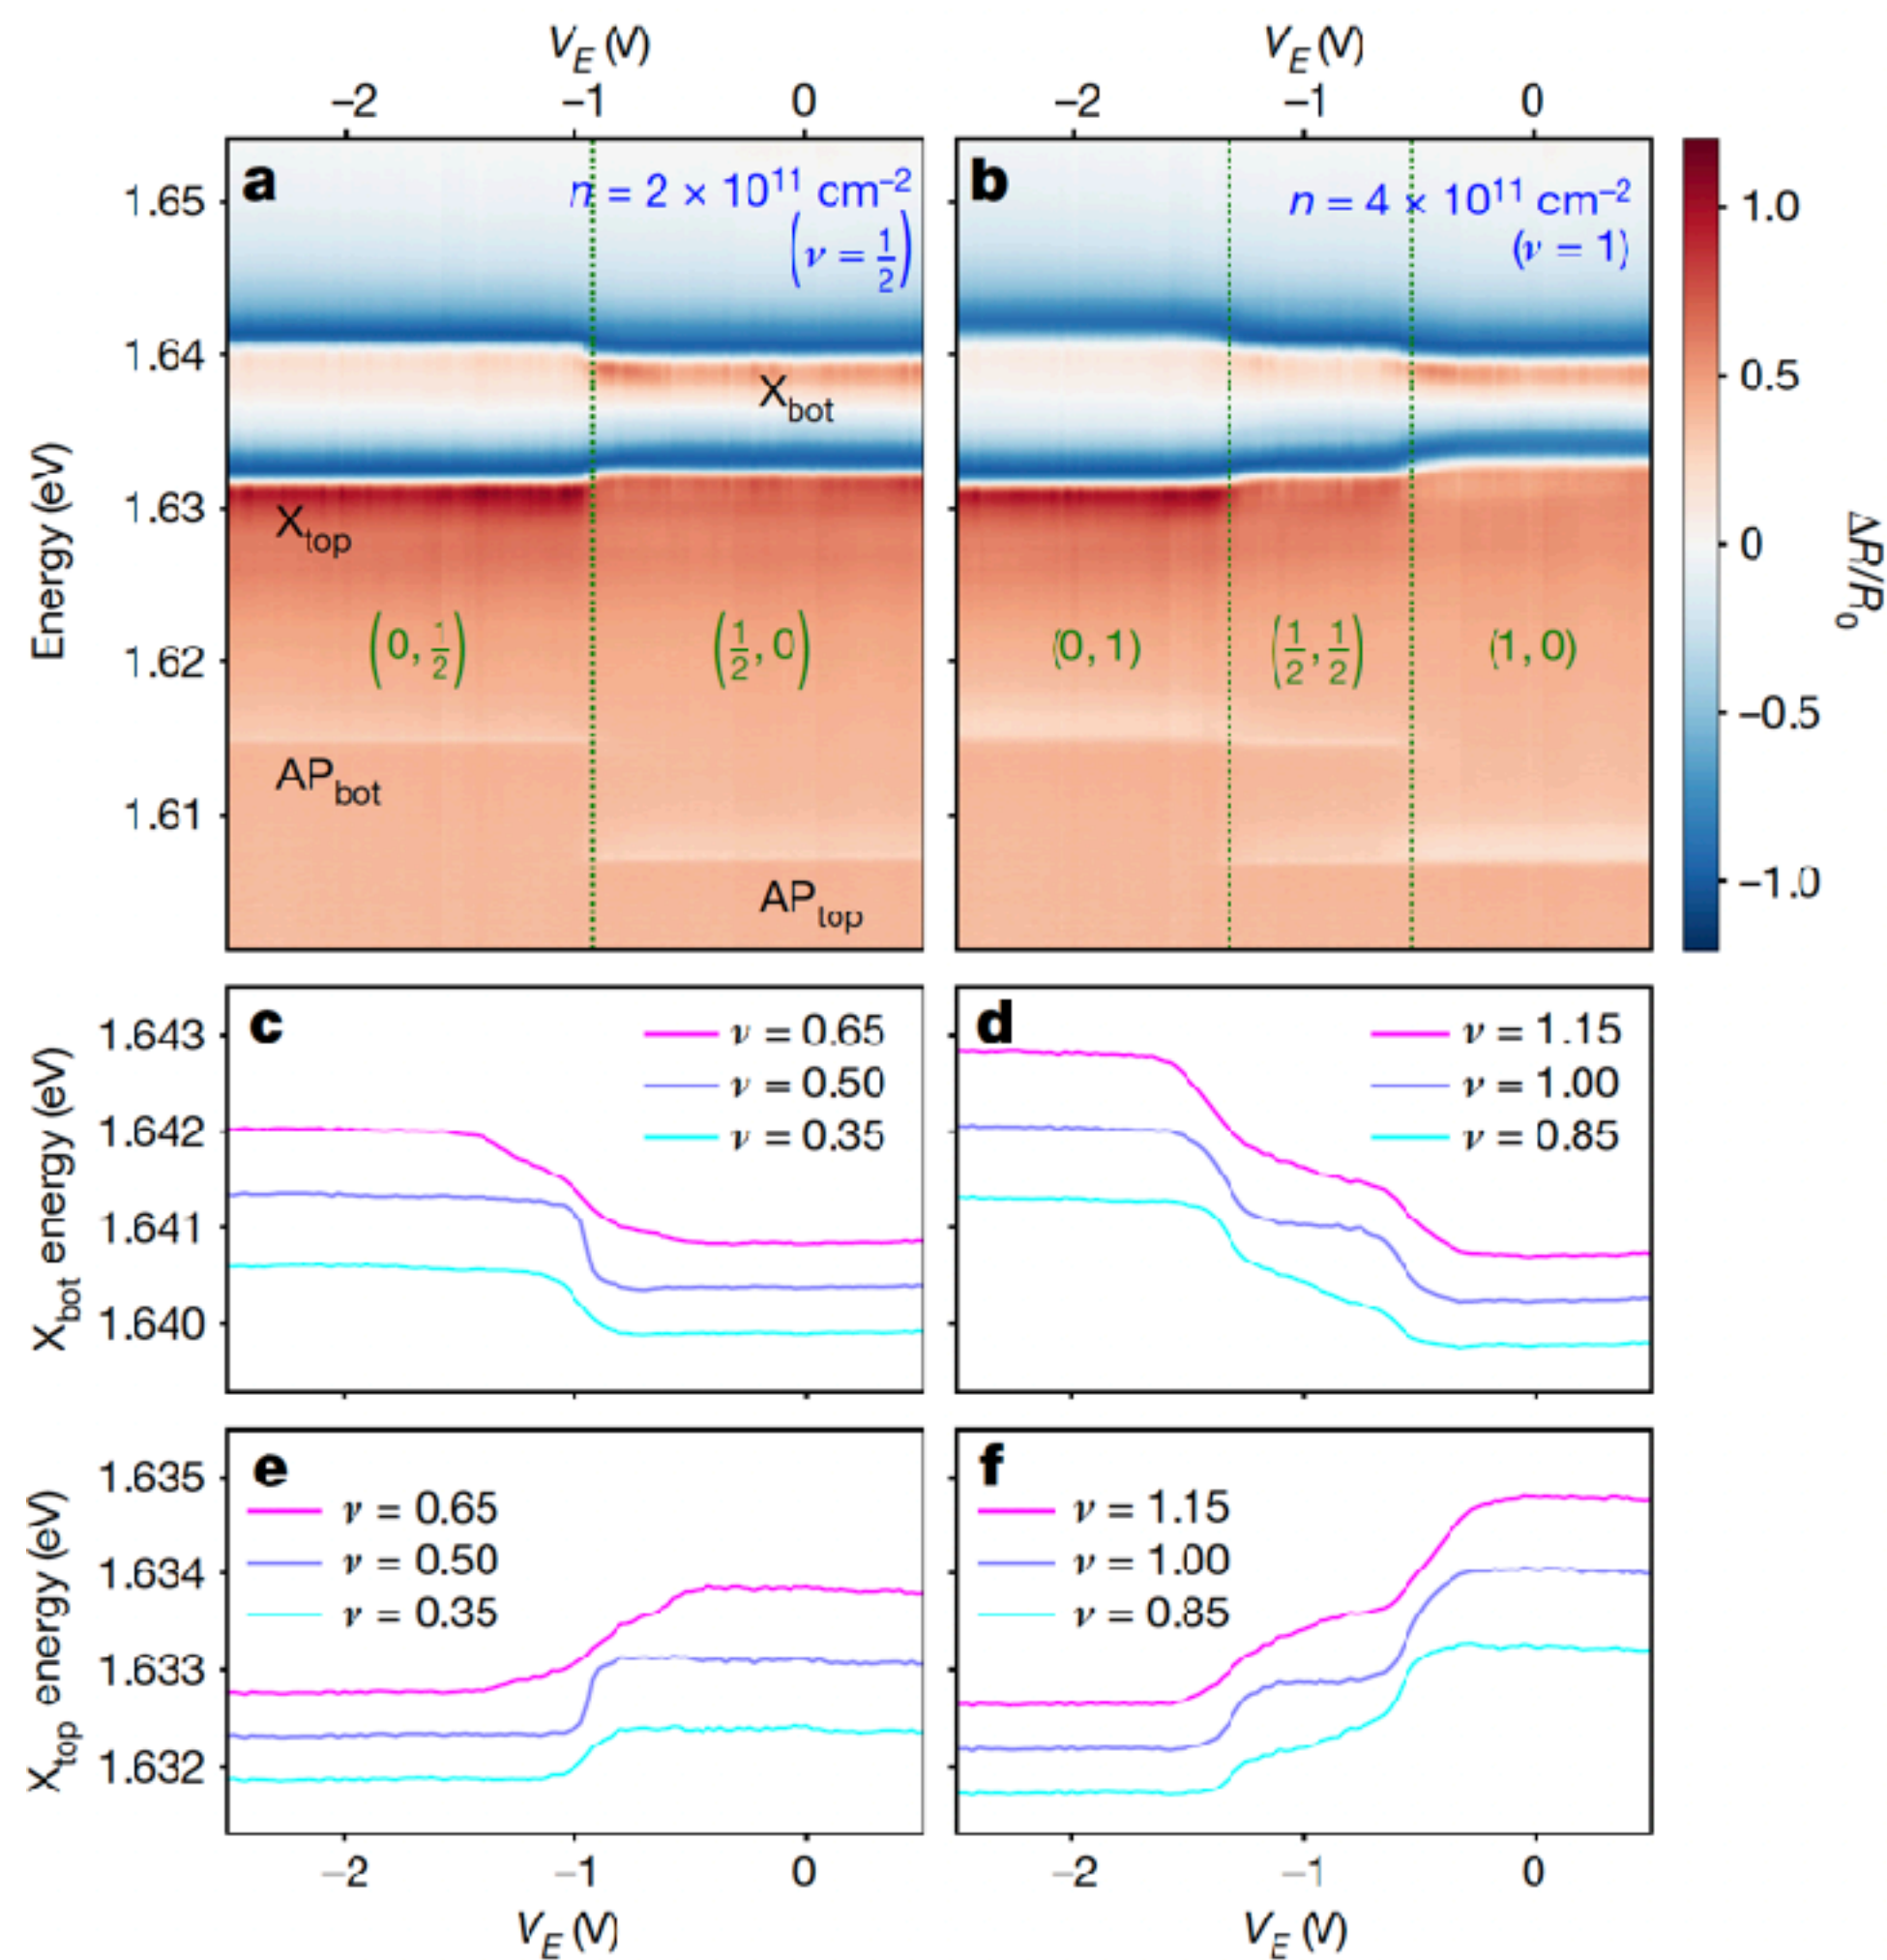 V_E (V)
−2 −1 0
V_E (V)
−2 −1 0
a
n = 2 × 10¹¹ cm⁻²
(ν = 1/2)
b
n = 4 × 10¹¹ cm⁻²
(ν = 1)
Energy (eV)
1.65
1.64
1.63
1.62
1.61
X_bot
X_top
(0, 1/2)
(1/2, 0)
AP_bot
AP_top
(0, 1)
(1/2, 1/2)
(1, 0)
1.0
0.5
0
−0.5
−1.0
ΔR/R₀
c
ν = 0.65
ν = 0.50
ν = 0.35
X_bot energy (eV)
1.643
1.642
1.641
1.640
d
ν = 1.15
ν = 1.00
ν = 0.85
e
ν = 0.65
ν = 0.50
ν = 0.35
X_top energy (eV)
1.635
1.634
1.633
1.632
f
ν = 1.15
ν = 1.00
ν = 0.85
−2 −1 0
V_E (V)
−2 −1 0
V_E (V)